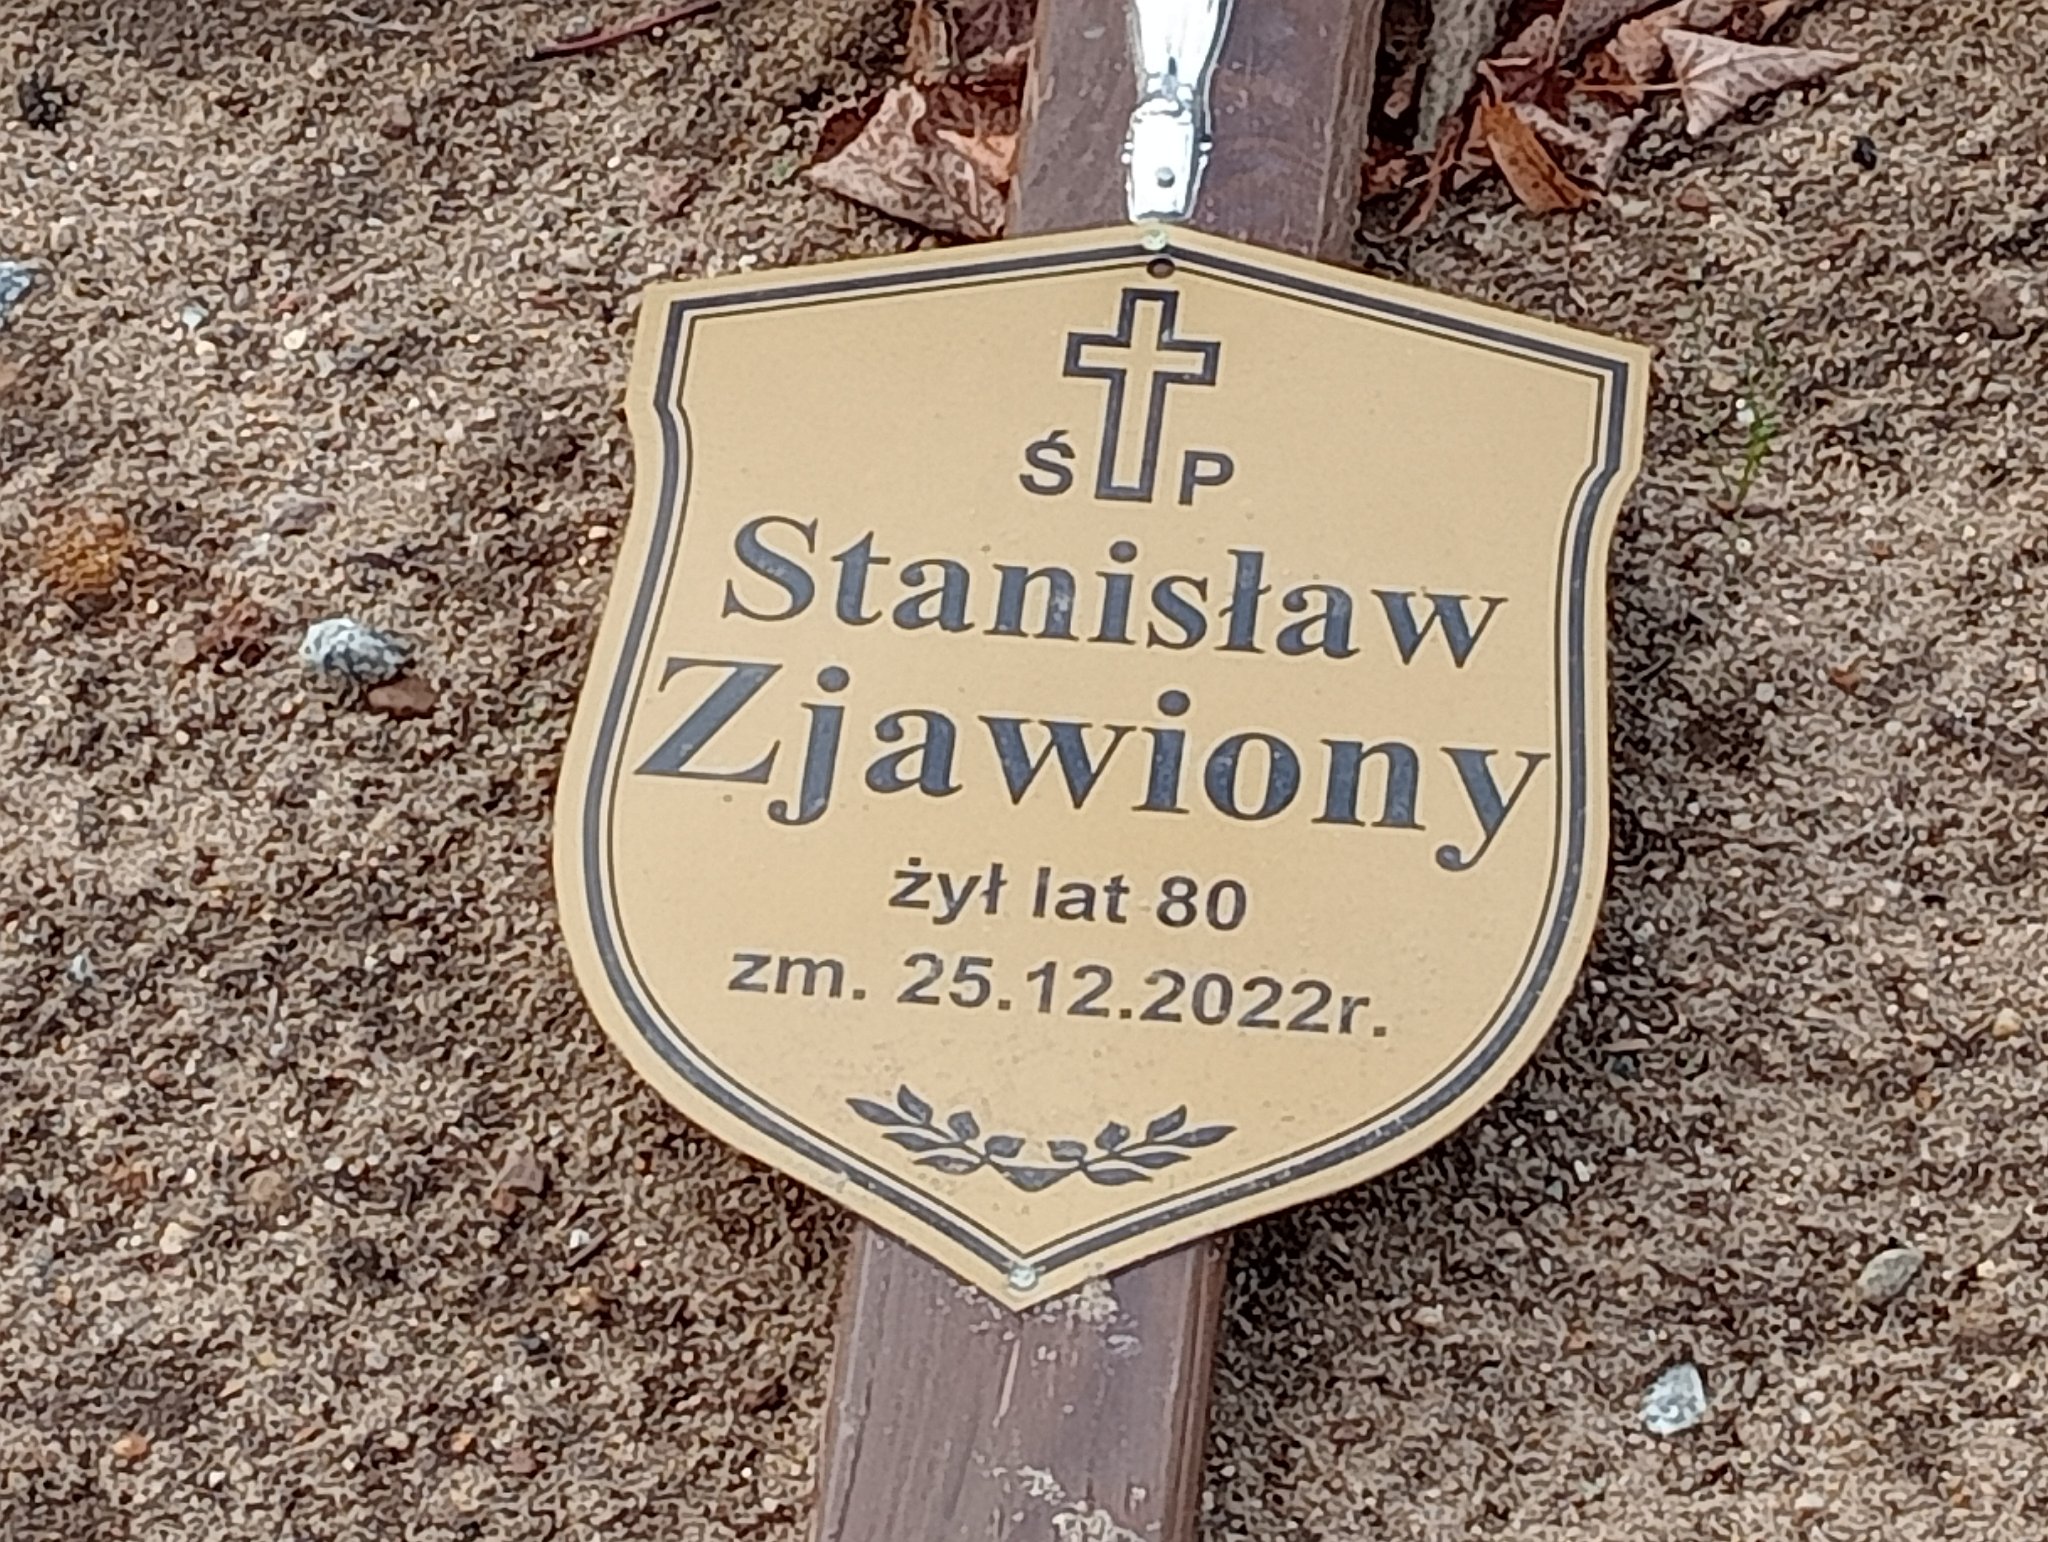 Ś P
Stanisław
Zjawiony
żył lat 80
zm. 25.12.2022r.